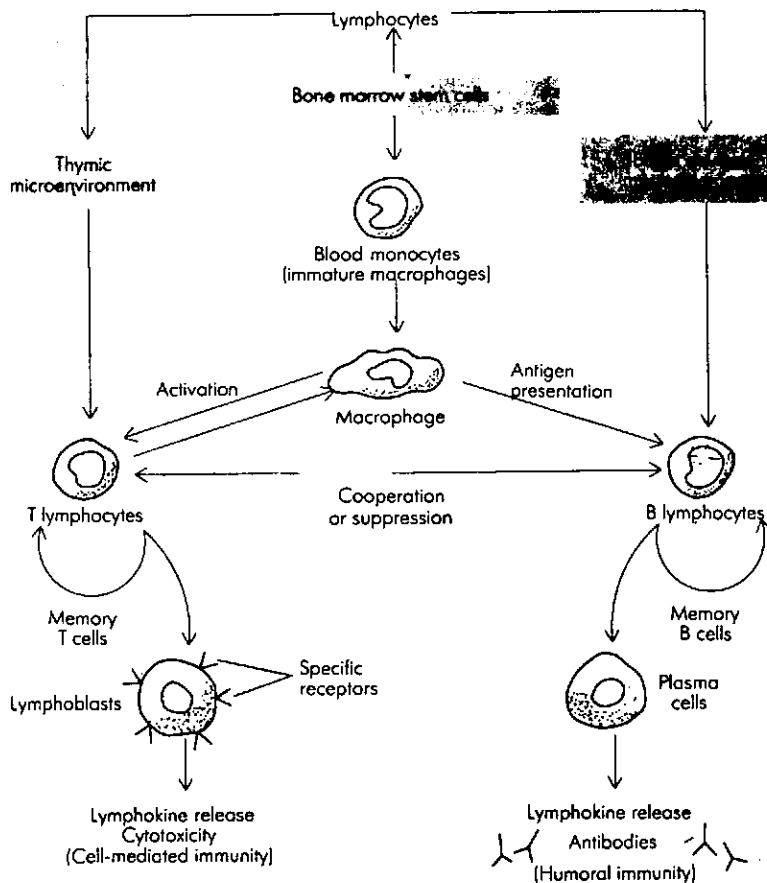 Lymphocytes
Bone marrow stem cells
Thymic
microenvironment
Blood monocytes
(immature macrophages)
Activation
Antigen
presentation
Macrophage
Cooperation
or suppression
T lymphocytes
B lymphocytes
Memory
T cells
Memory
B cells
Specific
receptors
Lymphoblasts
Plasma
cells
Lymphokine release
Cytotoxicity
(Cell-mediated immunity)
Lymphokine release
Antibodies
(Humoral immunity)